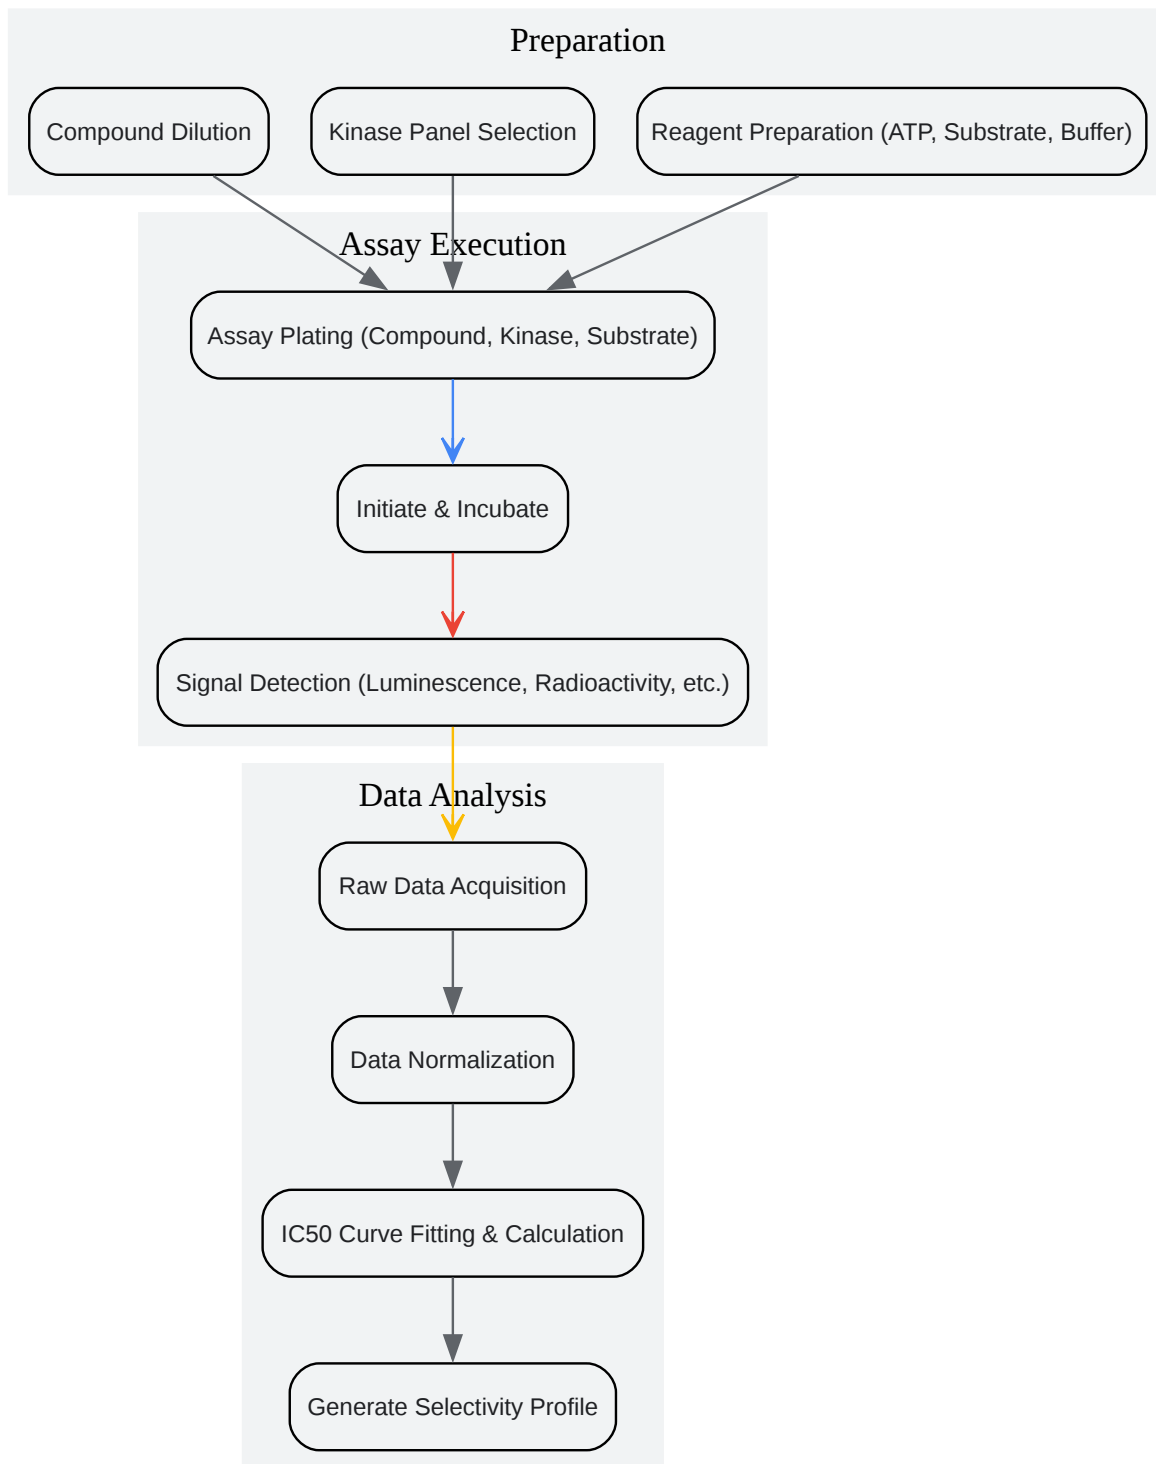 Preparation
Compound Dilution
Kinase Panel Selection
Reagent Preparation (ATP, Substrate, Buffer)
Assay Execution
Assay Plating (Compound, Kinase, Substrate)
Initiate & Incubate
Signal Detection (Luminescence, Radioactivity, etc.)
Data Analysis
Raw Data Acquisition
Data Normalization
IC50 Curve Fitting & Calculation
Generate Selectivity Profile